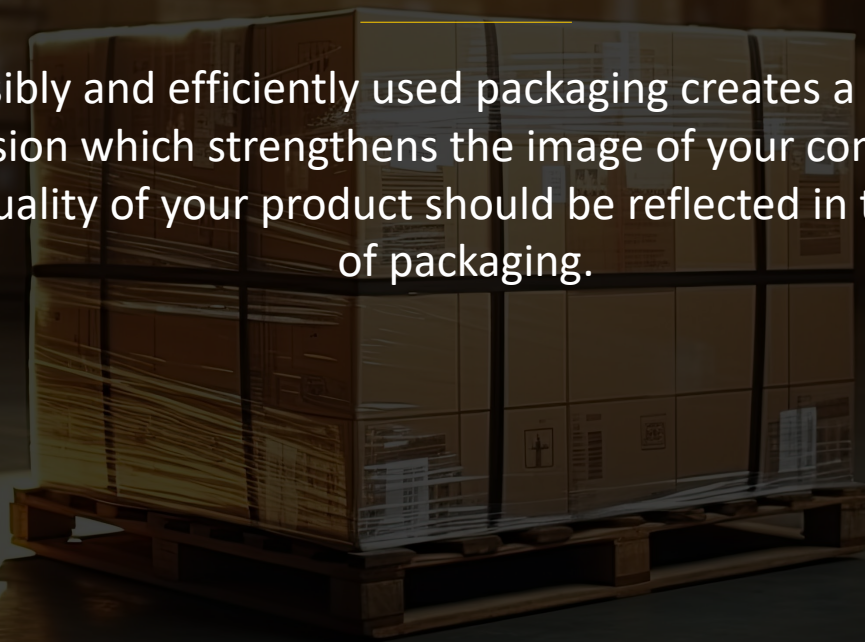 sibly and efficiently used packaging creates a
sion which strengthens the image of your con
uality of your product should be reflected in t
of packaging.